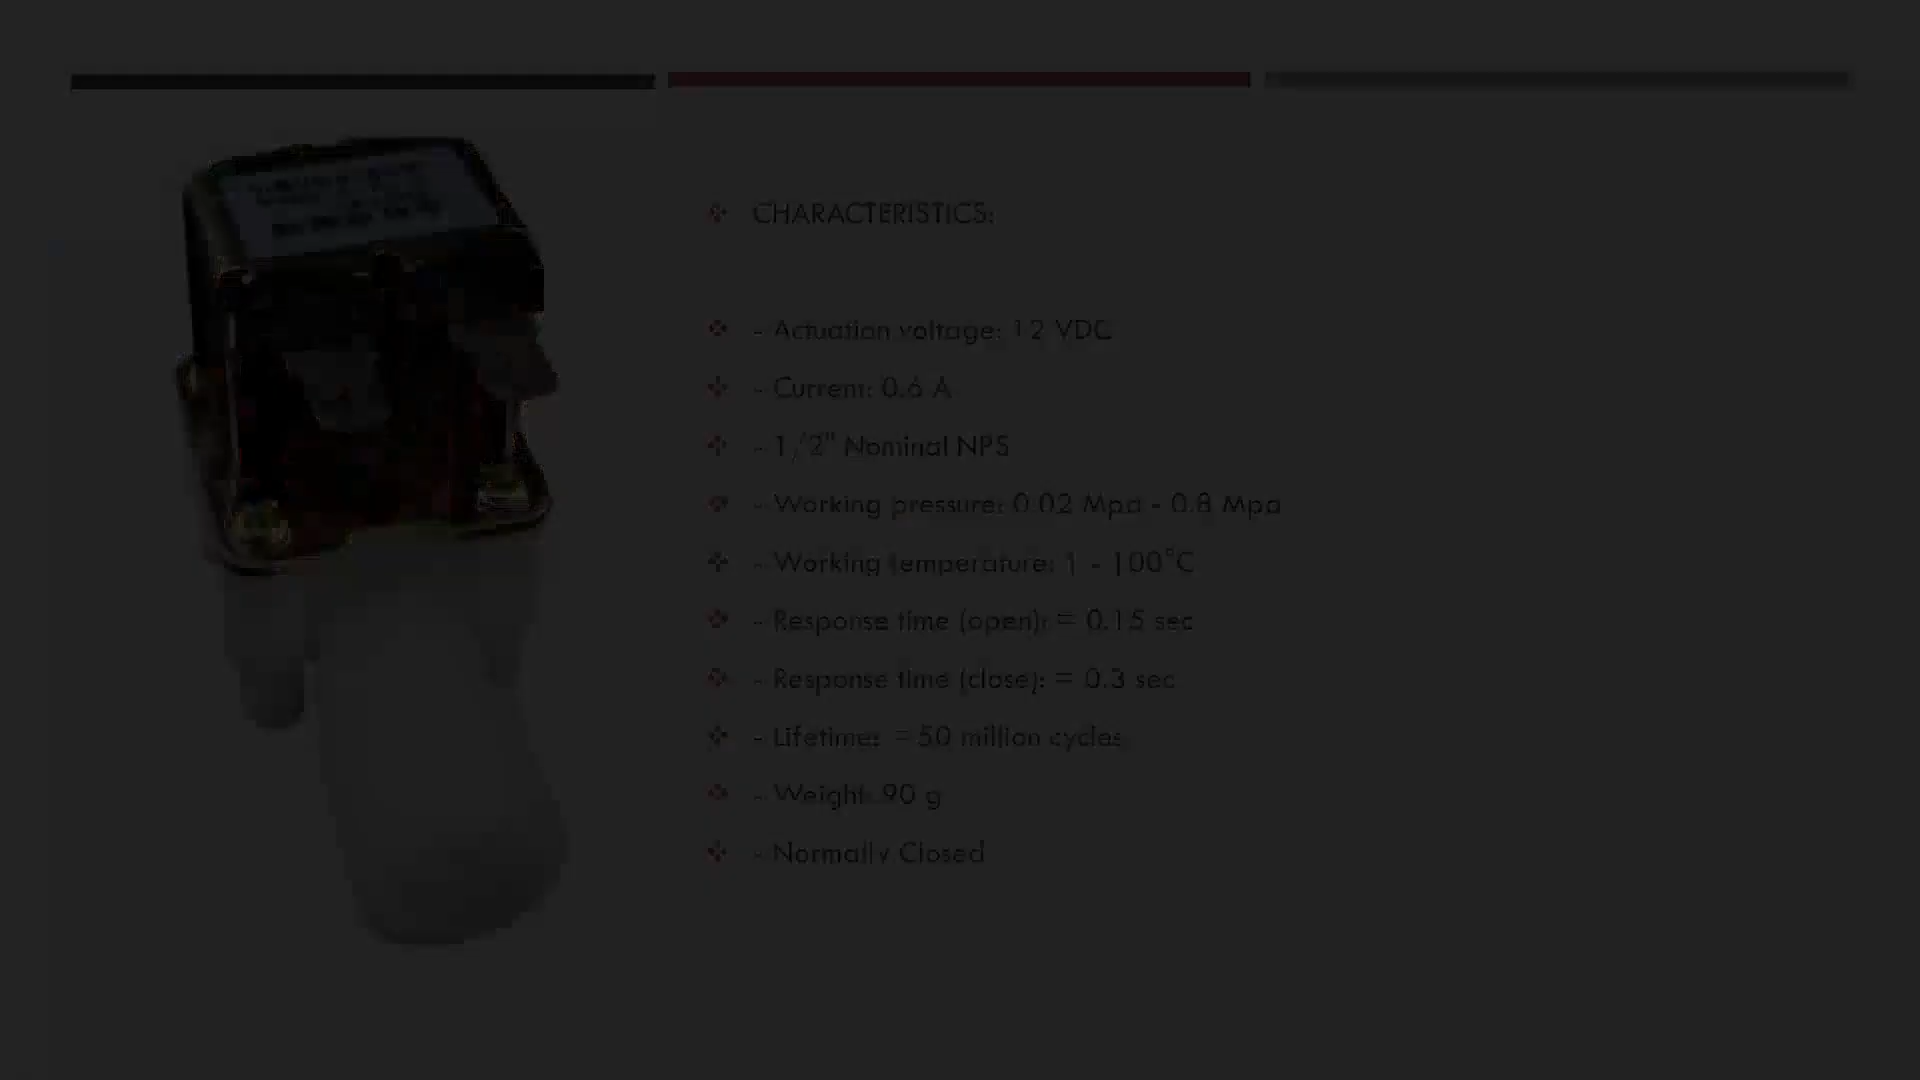 CHARACTERISTICS:
- Actuation voltage: 12 VDC
- Current: 0.6 A
- 1/2" Nominal NPS
- Working pressure: 0.02 Mpa - 0.8 Mpa
- Working temperature: 1 - 100°C
- Response time (open): = 0.15 sec
- Response time (close): = 0.3 sec
- Lifetime: =50 million cycles
- Weight: 90 g
- Normally Closed